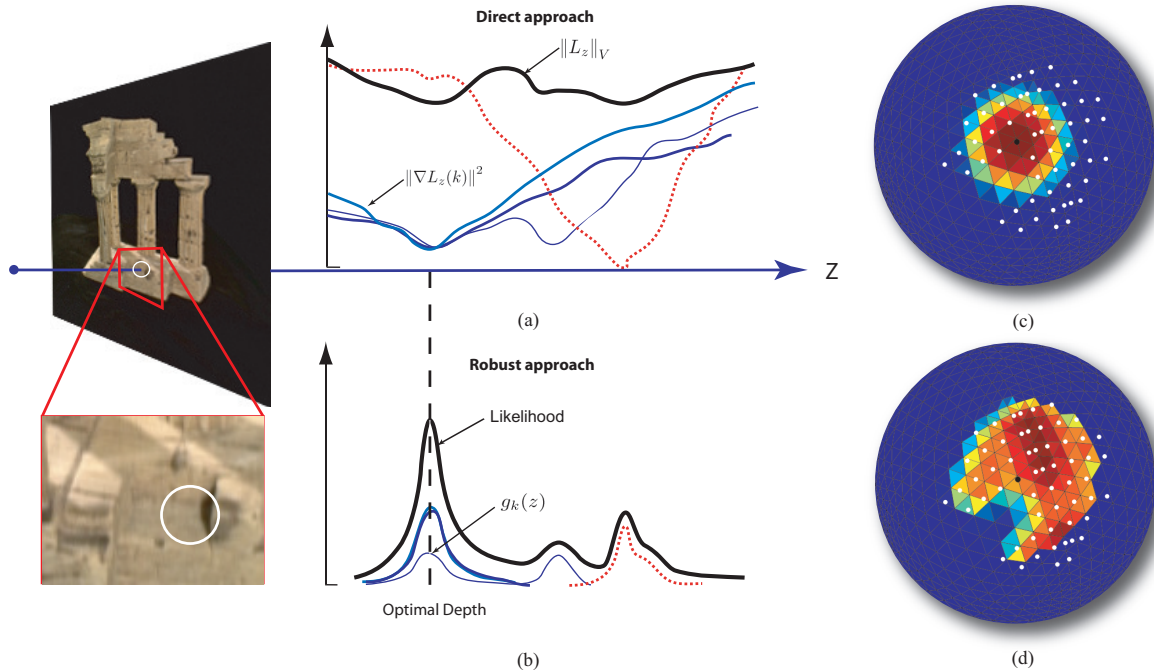 Direct approach
‖L_z‖_V
‖∇L_z(k)‖²
Z
(a)
(c)
Robust approach
Likelihood
g_k(z)
Optimal Depth
(b)
(d)